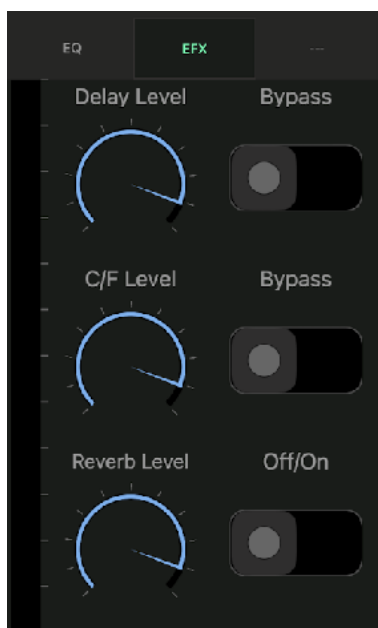 EQ EFX ---
Delay Level Bypass
C/F Level Bypass
Reverb Level Off/On